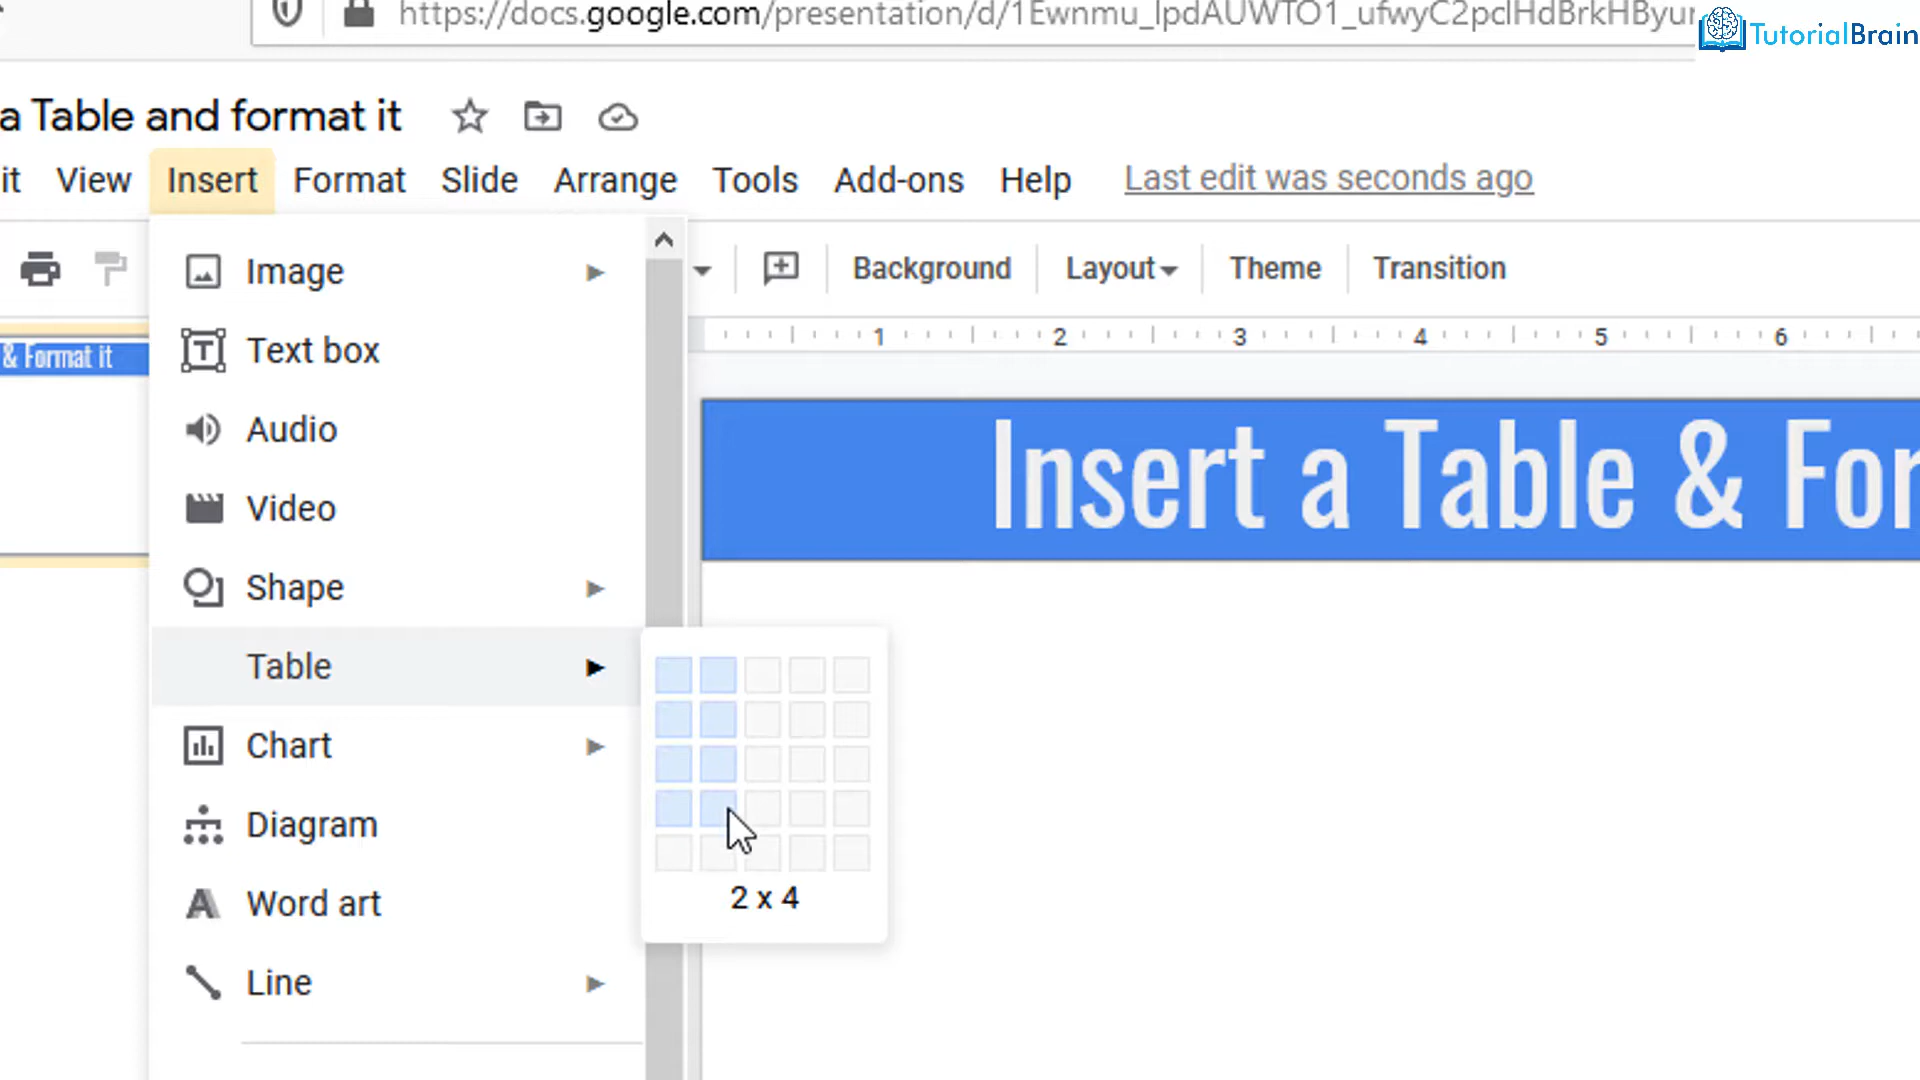 https://docs.google.com/presentation/d/
TutorialBrain
a Table and format it
it View Insert Format Slide Arrange Tools Add-ons Help Last edit was seconds ago
Background Layout Theme Transition
1 2 3 4 5 6
& Format it
Image
Text box
Audio
Video
Shape
Table
Chart
Diagram
Word art
Line
2 x 4
Insert a Table & For